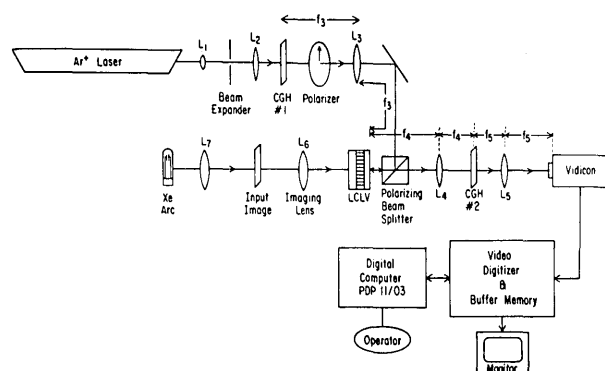 f3
L1
L2
L3
Ar+ Laser
Beam
Expander
CGH
#1
Polarizer
f3
f4
f4
f5
f5
L7
L6
Xe
Arc
Input
Image
Imaging
Lens
LCLV
Polarizing
Beam
Splitter
L4
CGH
#2
L5
Vidicon
Digital
Computer
PDP 11/03
Video
Digitizer
&
Buffer Memory
Operator
Monitor